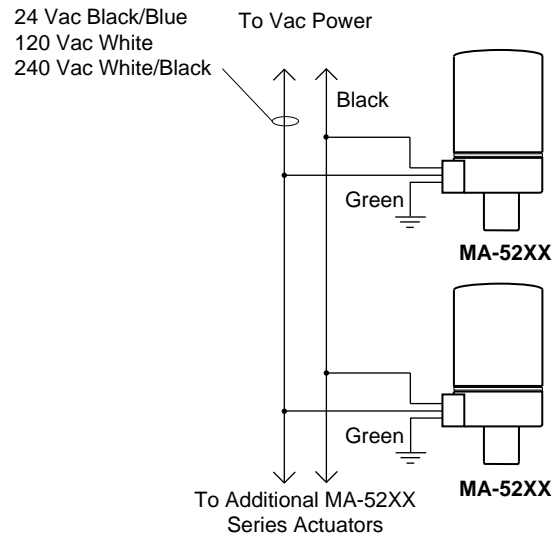 24 Vac Black/Blue
120 Vac White
240 Vac White/Black
To Vac Power
Black
Green
MA-52XX
Green
MA-52XX
To Additional MA-52XX
Series Actuators